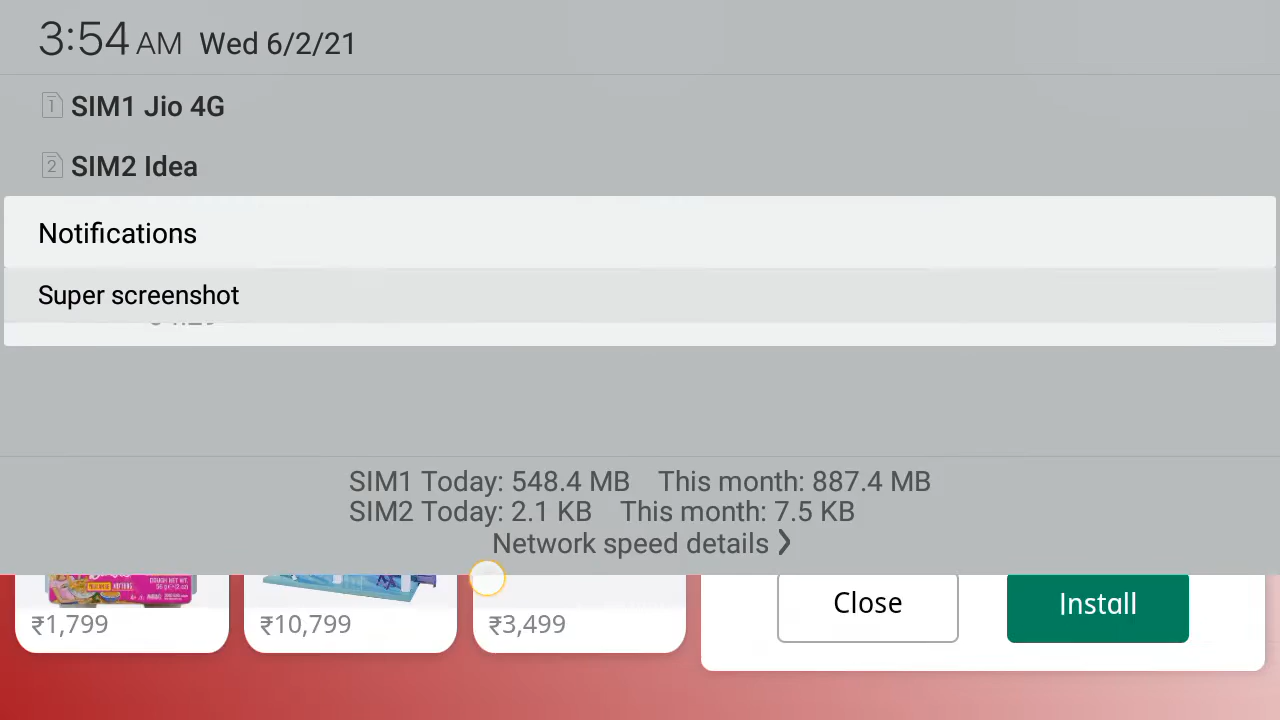 3:54 AM Wed 6/2/21
1 SIM1 Jio 4G
2 SIM2 Idea
Notifications
Super screenshot
SIM1 Today: 548.4 MB This month: 887.4 MB
SIM2 Today: 2.1 KB This month: 7.5 KB
Network speed details
₹1,799 ₹10,799 ₹3,499
Close Install